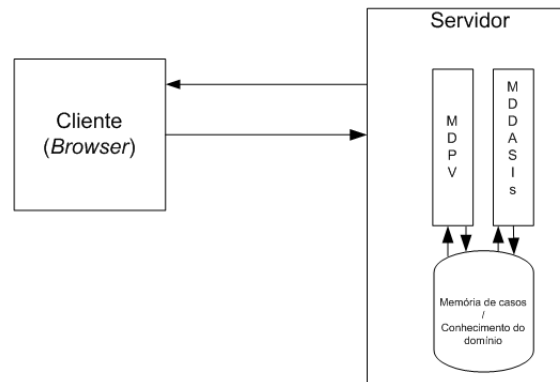 Servidor
Cliente
(Browser)
M
D
P
V
M
D
D
A
S
I
s
Memória de casos
/
Conhecimento do
domínio